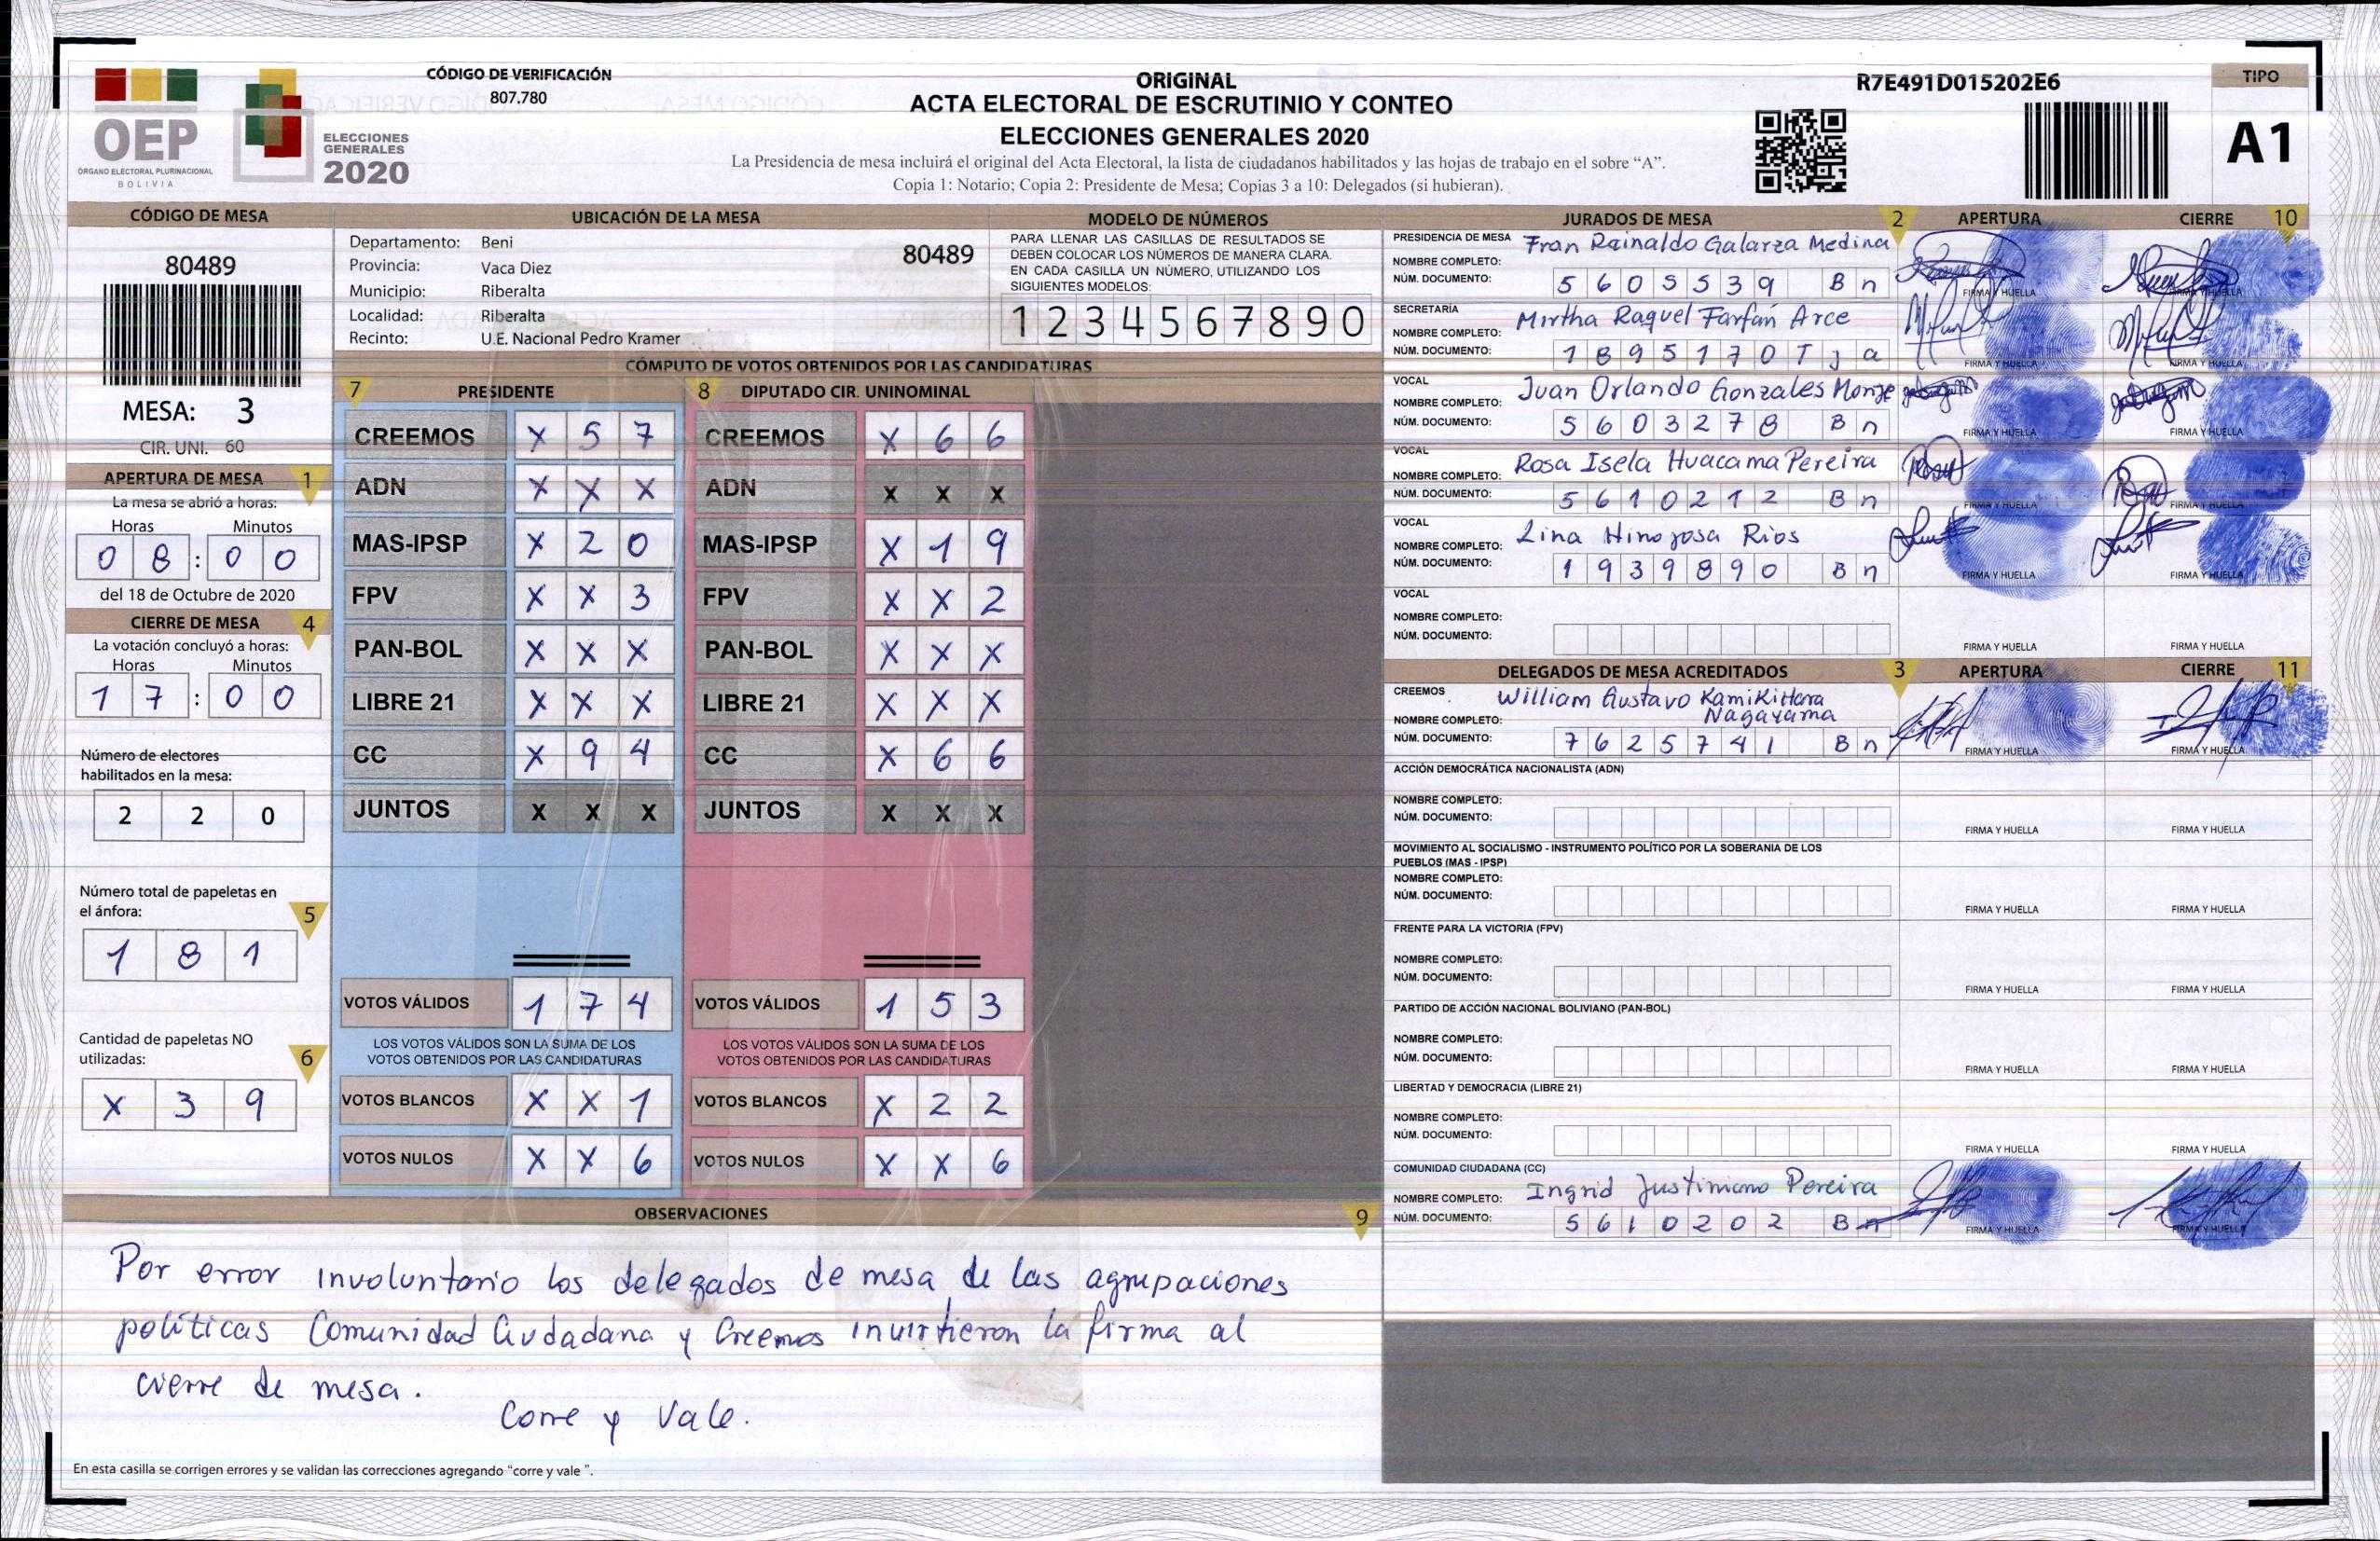 CÓDIGO DE VERIFICACIÓN
807.780
OEP
ÓRGANO ELECTORAL PLURINACIONAL
BOLIVIA
ELECCIONES
GENERALES
2020
ORIGINAL
ACTA ELECTORAL DE ESCRUTINIO Y CONTEO
ELECCIONES GENERALES 2020
La Presidencia de mesa incluirá el original del Acta Electoral, la lista de ciudadanos habilitados y las hojas de trabajo en el sobre “A”.
Copia 1: Notario; Copia 2: Presidente de Mesa; Copias 3 a 10: Delegados (si hubieran).
R7E491D015202E6
TIPO
A1
CÓDIGO DE MESA
80489
MESA: 3
CIR. UNI. 60
APERTURA DE MESA 1
La mesa se abrió a horas:
Horas Minutos
0 8 : 0 0
del 18 de Octubre de 2020
CIERRE DE MESA 4
La votación concluyó a horas:
Horas Minutos
1 7 : 0 0
Número de electores
habilitados en la mesa:
2 2 0
Número total de papeletas en
el ánfora:
5
1 8 1
Cantidad de papeletas NO
utilizadas:
6
X 3 9
UBICACIÓN DE LA MESA
Departamento: Beni
80489
Provincia: Vaca Diez
Municipio: Riberalta
Localidad: Riberalta
Recinto: U.E. Nacional Pedro Kramer
MODELO DE NÚMEROS
PARA LLENAR LAS CASILLAS DE RESULTADOS SE
DEBEN COLOCAR LOS NÚMEROS DE MANERA CLARA.
EN CADA CASILLA UN NÚMERO, UTILIZANDO LOS
SIGUIENTES MODELOS:
1 2 3 4 5 6 7 8 9 0
CÓMPUTO DE VOTOS OBTENIDOS POR LAS CANDIDATURAS
7 PRESIDENTE
CREEMOS X 5 7
ADN X X X
MAS-IPSP X 2 0
FPV X X 3
PAN-BOL X X X
LIBRE 21 X X X
CC X 9 4
JUNTOS X X X
VOTOS VÁLIDOS 1 7 4
LOS VOTOS VÁLIDOS SON LA SUMA DE LOS
VOTOS OBTENIDOS POR LAS CANDIDATURAS
VOTOS BLANCOS X X 1
VOTOS NULOS X X 6
8 DIPUTADO CIR. UNINOMINAL
CREEMOS X 6 6
ADN X X X
MAS-IPSP X 1 9
FPV X X 2
PAN-BOL X X X
LIBRE 21 X X X
CC X 6 6
JUNTOS X X X
VOTOS VÁLIDOS 1 5 3
LOS VOTOS VÁLIDOS SON LA SUMA DE LOS
VOTOS OBTENIDOS POR LAS CANDIDATURAS
VOTOS BLANCOS X 2 2
VOTOS NULOS X X 6
OBSERVACIONES 9
Por error involuntario los delegados de mesa de las agrupaciones
políticas Comunidad Ciudadana y Creemos invirtieron la firma al
cierre de mesa.
Corre y Vale.
En esta casilla se corrigen errores y se validan las correcciones agregando “corre y vale ”.
JURADOS DE MESA 2 APERTURA CIERRE 10
PRESIDENCIA DE MESA Fran Rainaldo Galarza Medina
NOMBRE COMPLETO:
NÚM. DOCUMENTO: 5 6 0 5 5 3 9 B n
FIRMA Y HUELLA FIRMA Y HUELLA
SECRETARIA Mirtha Raquel Farfán Arce
NOMBRE COMPLETO:
NÚM. DOCUMENTO: 1 8 9 5 1 7 0 T j a
FIRMA Y HUELLA FIRMA Y HUELLA
VOCAL Juan Orlando Gonzales Monje
NOMBRE COMPLETO:
NÚM. DOCUMENTO: 5 6 0 3 2 7 8 B n
FIRMA Y HUELLA FIRMA Y HUELLA
VOCAL Rosa Isela Huacama Pereira
NOMBRE COMPLETO:
NÚM. DOCUMENTO: 5 6 1 0 2 1 2 B n
FIRMA Y HUELLA FIRMA Y HUELLA
VOCAL Lina Hinojosa Rios
NOMBRE COMPLETO:
NÚM. DOCUMENTO: 1 9 3 9 8 9 0 B n
FIRMA Y HUELLA FIRMA Y HUELLA
VOCAL
NOMBRE COMPLETO:
NÚM. DOCUMENTO:
FIRMA Y HUELLA FIRMA Y HUELLA
DELEGADOS DE MESA ACREDITADOS 3 APERTURA CIERRE 11
CREEMOS William Gustavo KamiKihara
NOMBRE COMPLETO: Nagayama
NÚM. DOCUMENTO: 7 6 2 5 7 4 1 B n
FIRMA Y HUELLA FIRMA Y HUELLA
ACCIÓN DEMOCRÁTICA NACIONALISTA (ADN)
NOMBRE COMPLETO:
NÚM. DOCUMENTO:
FIRMA Y HUELLA FIRMA Y HUELLA
MOVIMIENTO AL SOCIALISMO - INSTRUMENTO POLÍTICO POR LA SOBERANIA DE LOS
PUEBLOS (MAS - IPSP)
NOMBRE COMPLETO:
NÚM. DOCUMENTO:
FIRMA Y HUELLA FIRMA Y HUELLA
FRENTE PARA LA VICTORIA (FPV)
NOMBRE COMPLETO:
NÚM. DOCUMENTO:
FIRMA Y HUELLA FIRMA Y HUELLA
PARTIDO DE ACCIÓN NACIONAL BOLIVIANO (PAN-BOL)
NOMBRE COMPLETO:
NÚM. DOCUMENTO:
FIRMA Y HUELLA FIRMA Y HUELLA
LIBERTAD Y DEMOCRACIA (LIBRE 21)
NOMBRE COMPLETO:
NÚM. DOCUMENTO:
FIRMA Y HUELLA FIRMA Y HUELLA
COMUNIDAD CIUDADANA (CC)
NOMBRE COMPLETO: Ingrid Justiniano Pereira
NÚM. DOCUMENTO: 5 6 1 0 2 0 2 B n
FIRMA Y HUELLA FIRMA Y HUELLA